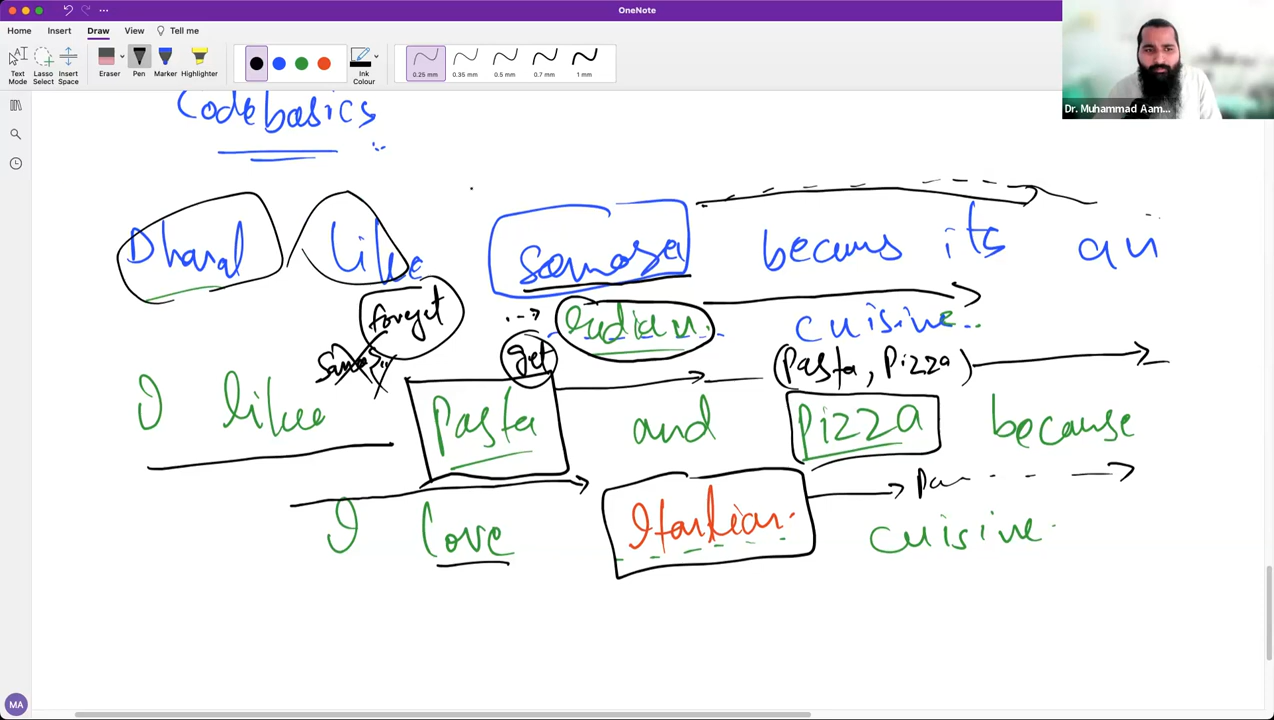 OneNote
Home Insert Draw View Tell me
Text Mode
Lasso Select
Insert Space
Eraser
Pen
Marker
Highlighter
Ink Colour
0.25 mm
0.35 mm
0.5 mm
0.7 mm
1 mm
Dr. Muhammad Aam...
Codebasics
Dhaval like samosa becaus its an
forget indian cuisine..
get (Pasta, Pizza)
I like Pasta and Pizza because
I love Itanlian. cuisine.
MA